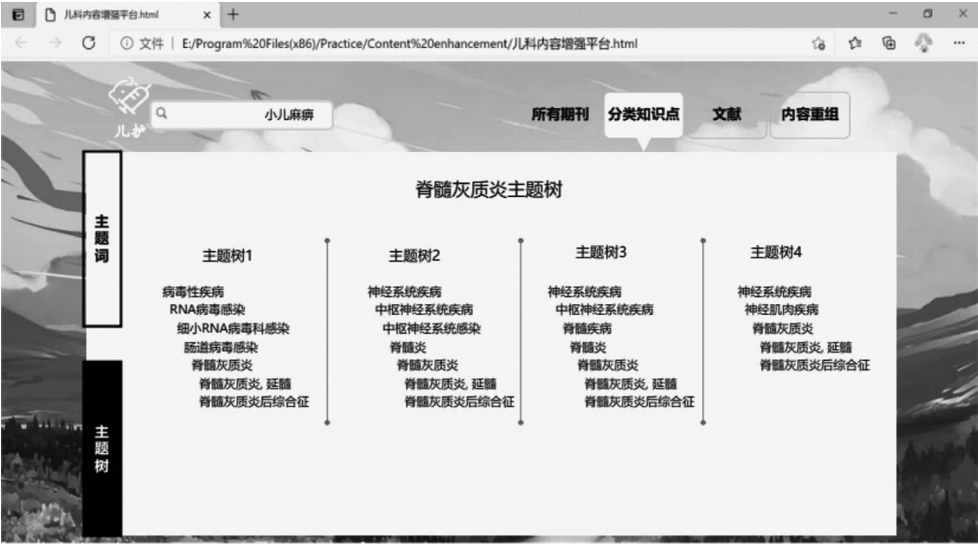 儿科内容增强平台.html
文件 | E:/Program%20Files(x86)/Practice/Content%20enhancement/儿科内容增强平台.html
儿护
小儿麻痹
所有期刊 分类知识点 文献 内容重组
主题词
主题树
脊髓灰质炎主题树
主题树1
病毒性疾病
RNA病毒感染
细小RNA病毒科感染
肠道病毒感染
脊髓灰质炎
脊髓灰质炎, 延髓
脊髓灰质炎后综合征
主题树2
神经系统疾病
中枢神经系统疾病
中枢神经系统感染
脊髓炎
脊髓灰质炎
脊髓灰质炎, 延髓
脊髓灰质炎后综合征
主题树3
神经系统疾病
中枢神经系统疾病
脊髓疾病
脊髓炎
脊髓灰质炎
脊髓灰质炎, 延髓
脊髓灰质炎后综合征
主题树4
神经系统疾病
神经肌肉疾病
脊髓灰质炎
脊髓灰质炎, 延髓
脊髓灰质炎后综合征